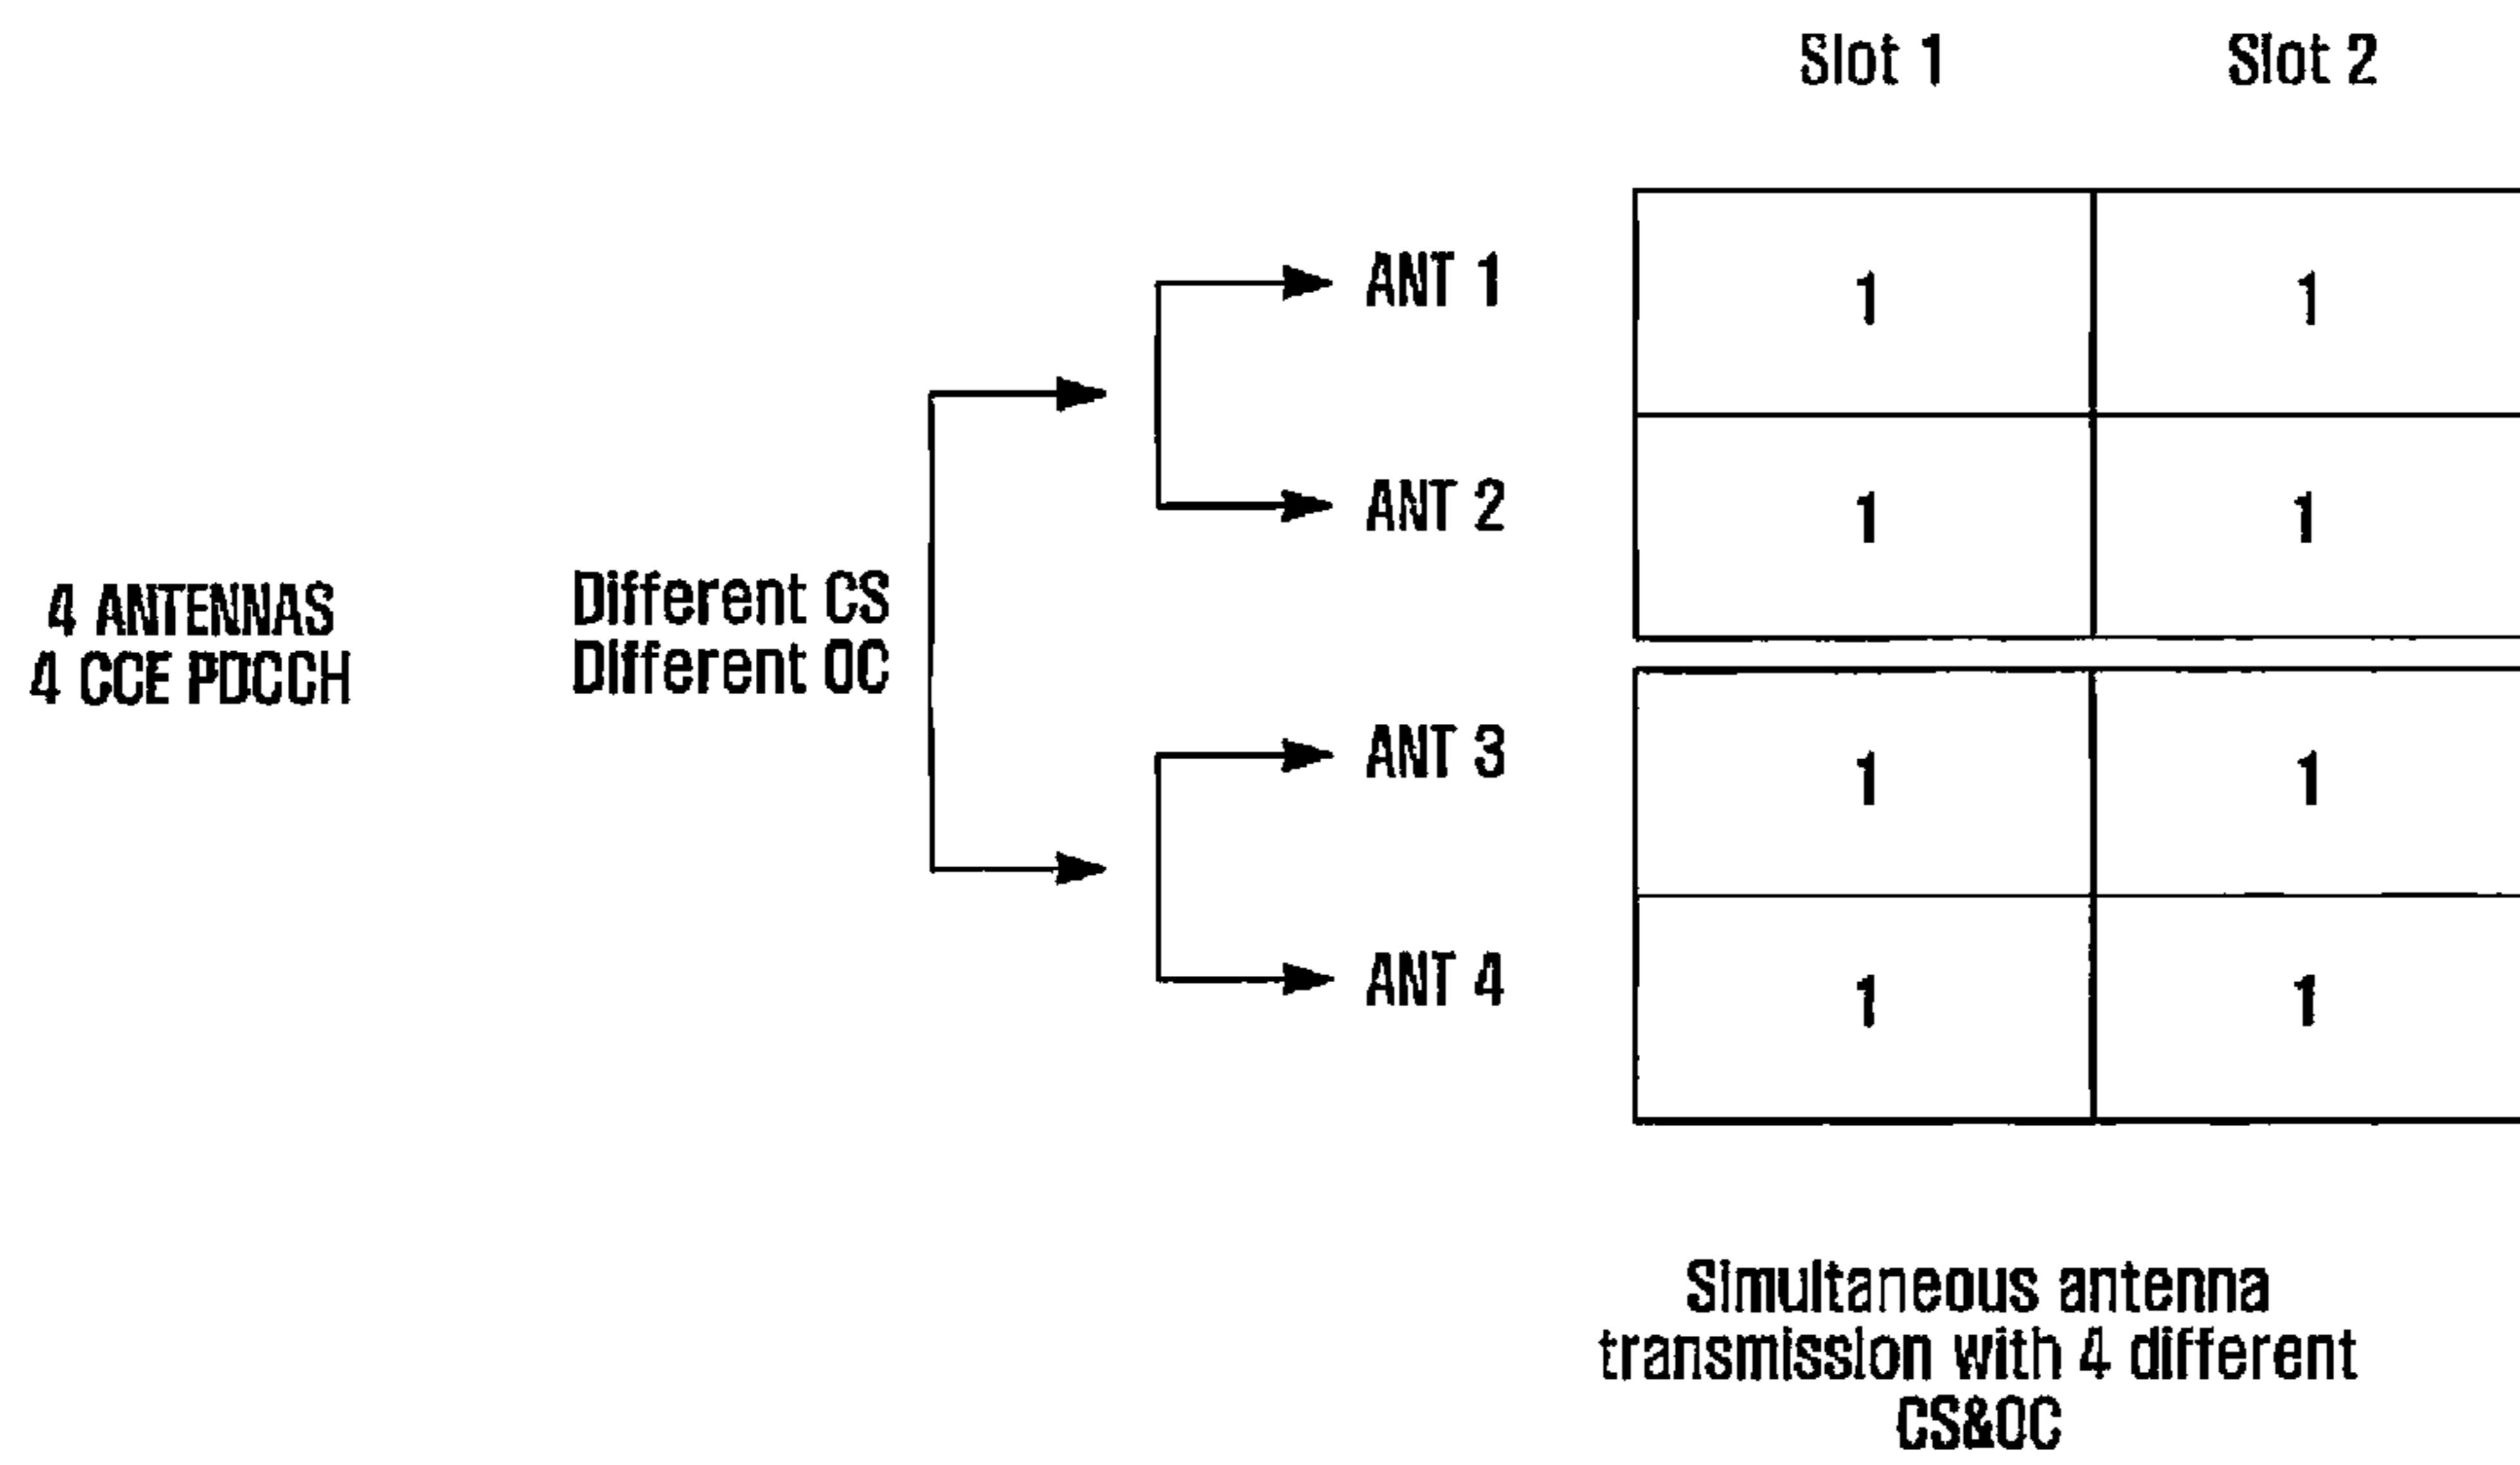 Slot 1 Slot 2
ANT 1 1 1
ANT 2 1 1
4 ANTENNAS
4 CCE PDCCH
Different CS
Different OC
ANT 3 1 1
ANT 4 1 1
Simultaneous antenna
transmission with 4 different
CS&OC